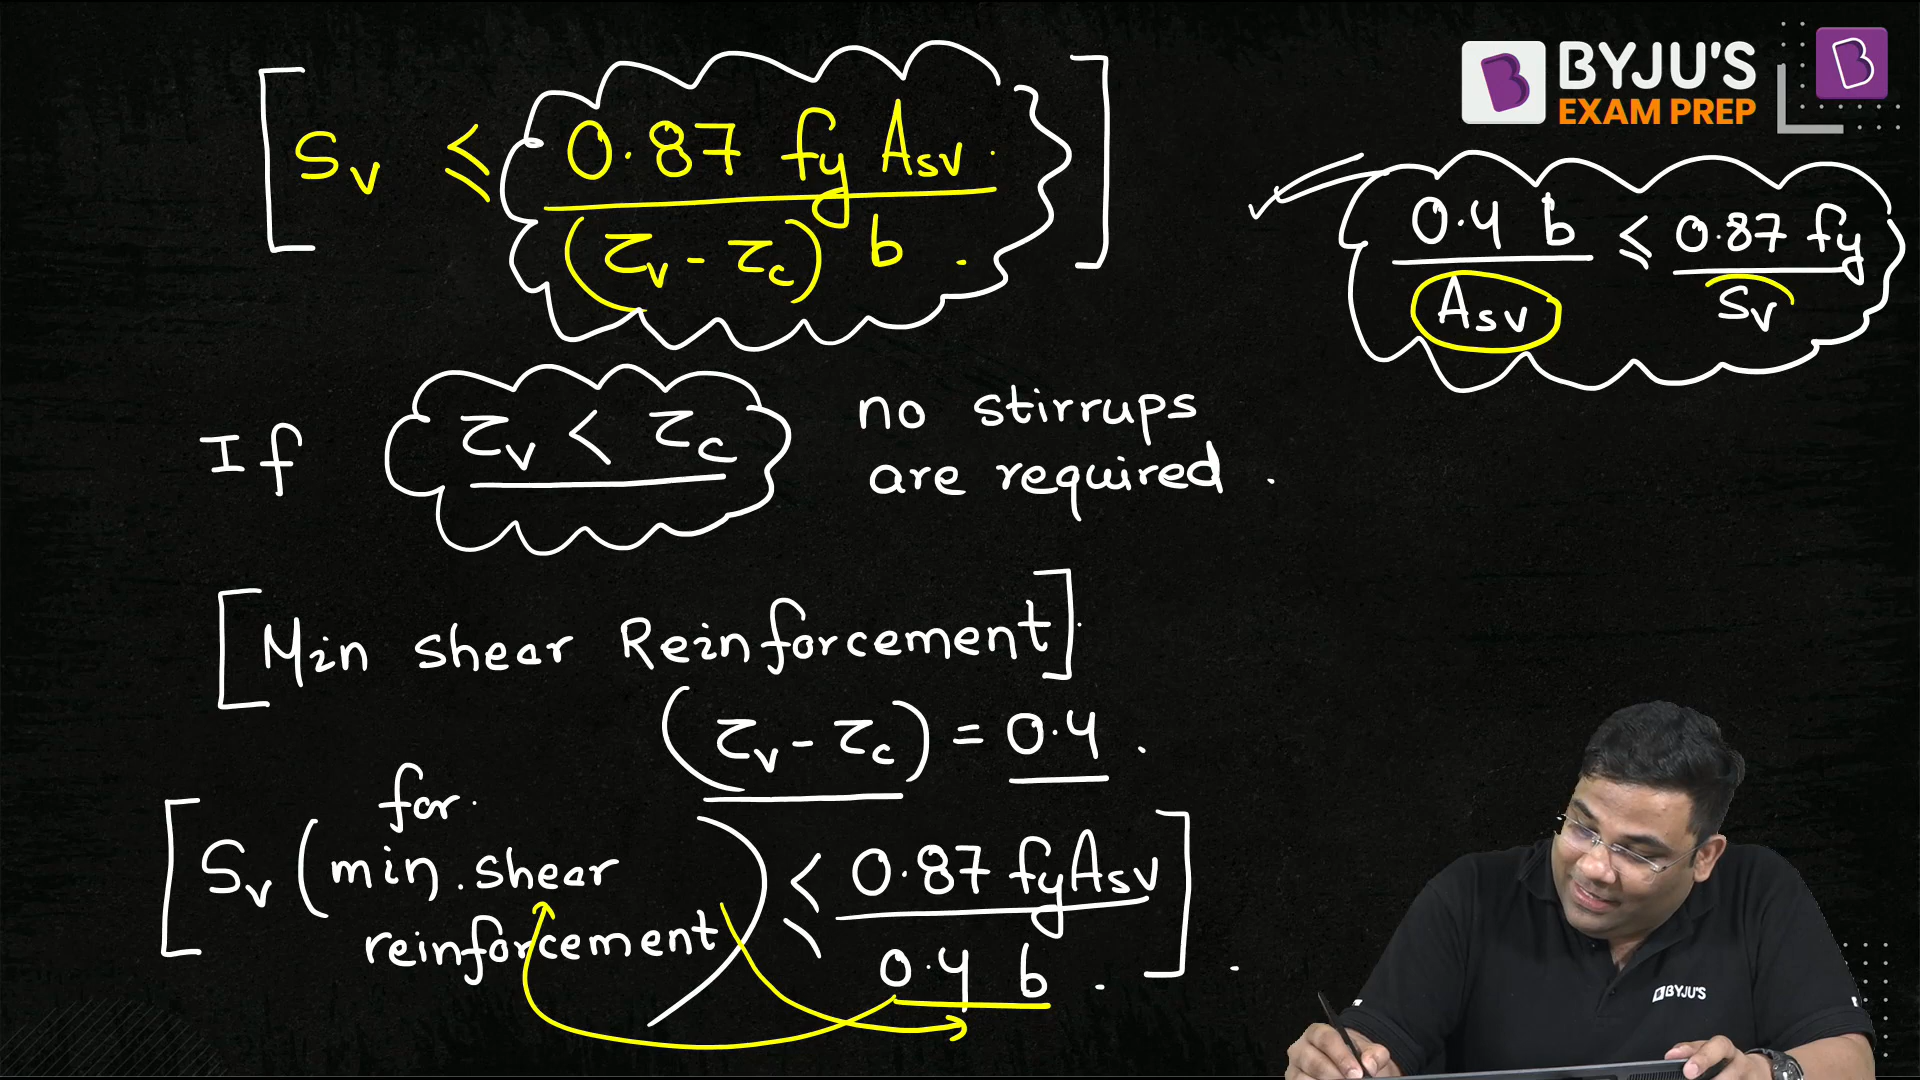 BYJU'S
EXAM PREP
B
Sv ≤ 0.87 fy Asv
(τv - τc) b
0.4 b ≤ 0.87 fy
Asv Sv
If τv < τc no stirrups
are required.
[Min shear Reinforcement]
(τv - τc) = 0.4
for
Sv (min. shear
reinforcement) ≤ 0.87 fy Asv
0.4 b
BYJU'S